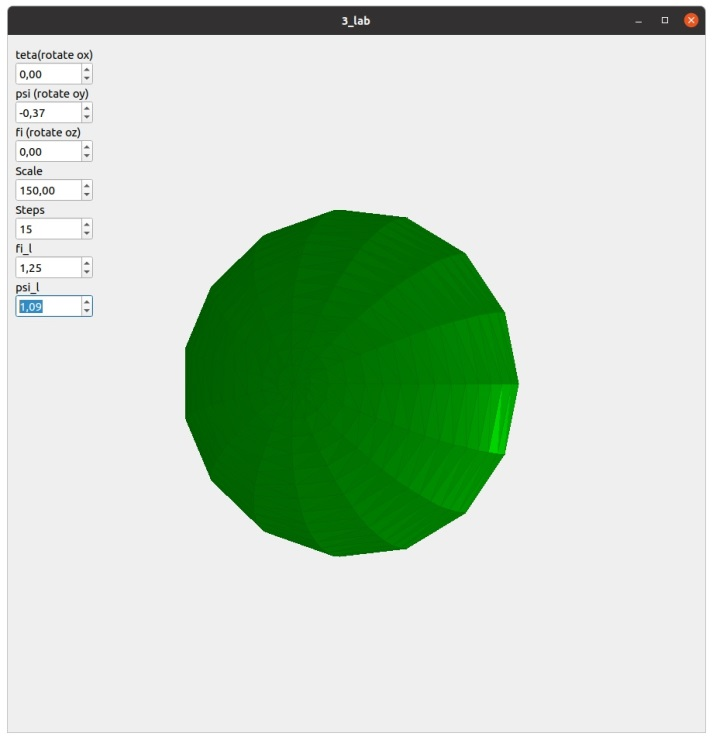 3_lab
teta(rotate ox)
0,00
psi (rotate oy)
-0,37
fi (rotate oz)
0,00
Scale
150,00
Steps
15
fi_l
1,25
psi_l
1,09